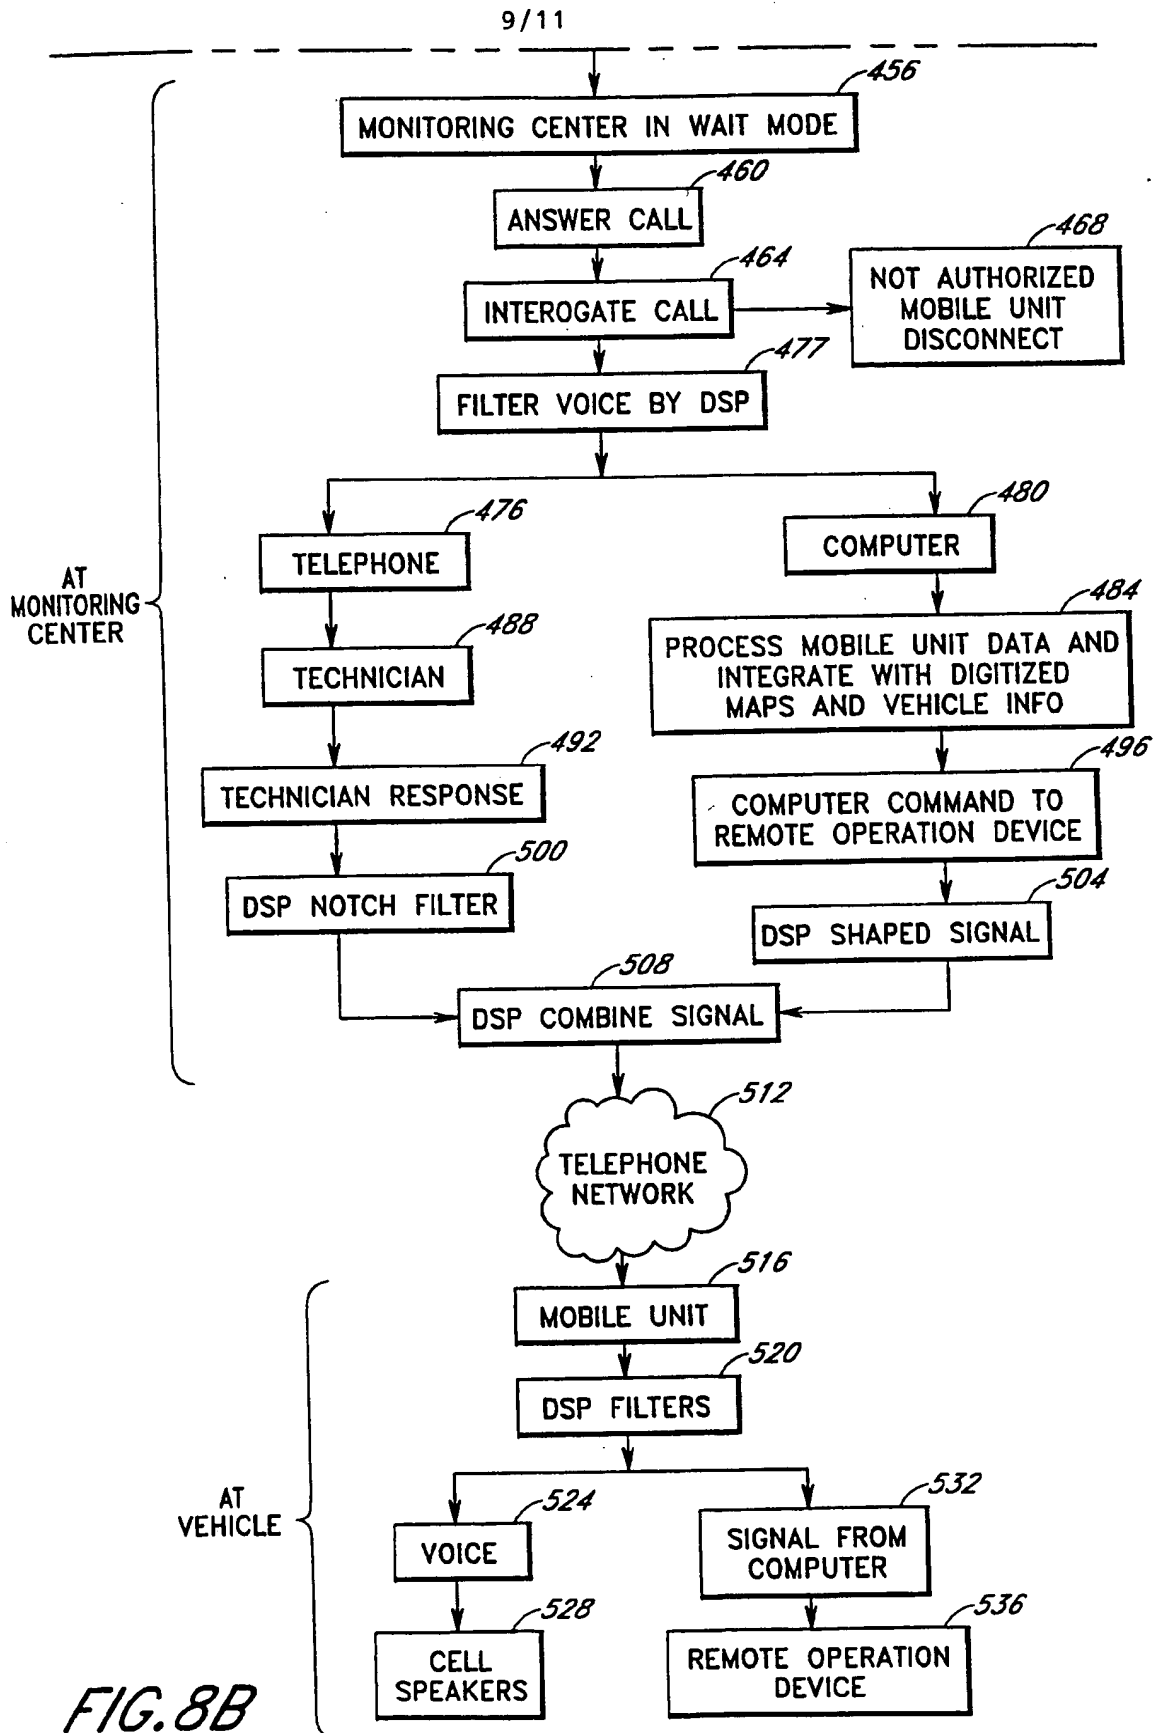 9/11
456
MONITORING CENTER IN WAIT MODE
460
ANSWER CALL
464
INTEROGATE CALL
468
NOT AUTHORIZED
MOBILE UNIT
DISCONNECT
477
FILTER VOICE BY DSP
476
TELEPHONE
480
COMPUTER
AT
MONITORING
CENTER
488
TECHNICIAN
484
PROCESS MOBILE UNIT DATA AND
INTEGRATE WITH DIGITIZED
MAPS AND VEHICLE INFO
492
TECHNICIAN RESPONSE
496
COMPUTER COMMAND TO
REMOTE OPERATION DEVICE
500
DSP NOTCH FILTER
504
DSP SHAPED SIGNAL
508
DSP COMBINE SIGNAL
512
TELEPHONE
NETWORK
516
MOBILE UNIT
520
DSP FILTERS
AT
VEHICLE
524
VOICE
532
SIGNAL FROM
COMPUTER
528
CELL
SPEAKERS
536
REMOTE OPERATION
DEVICE
FIG.8B